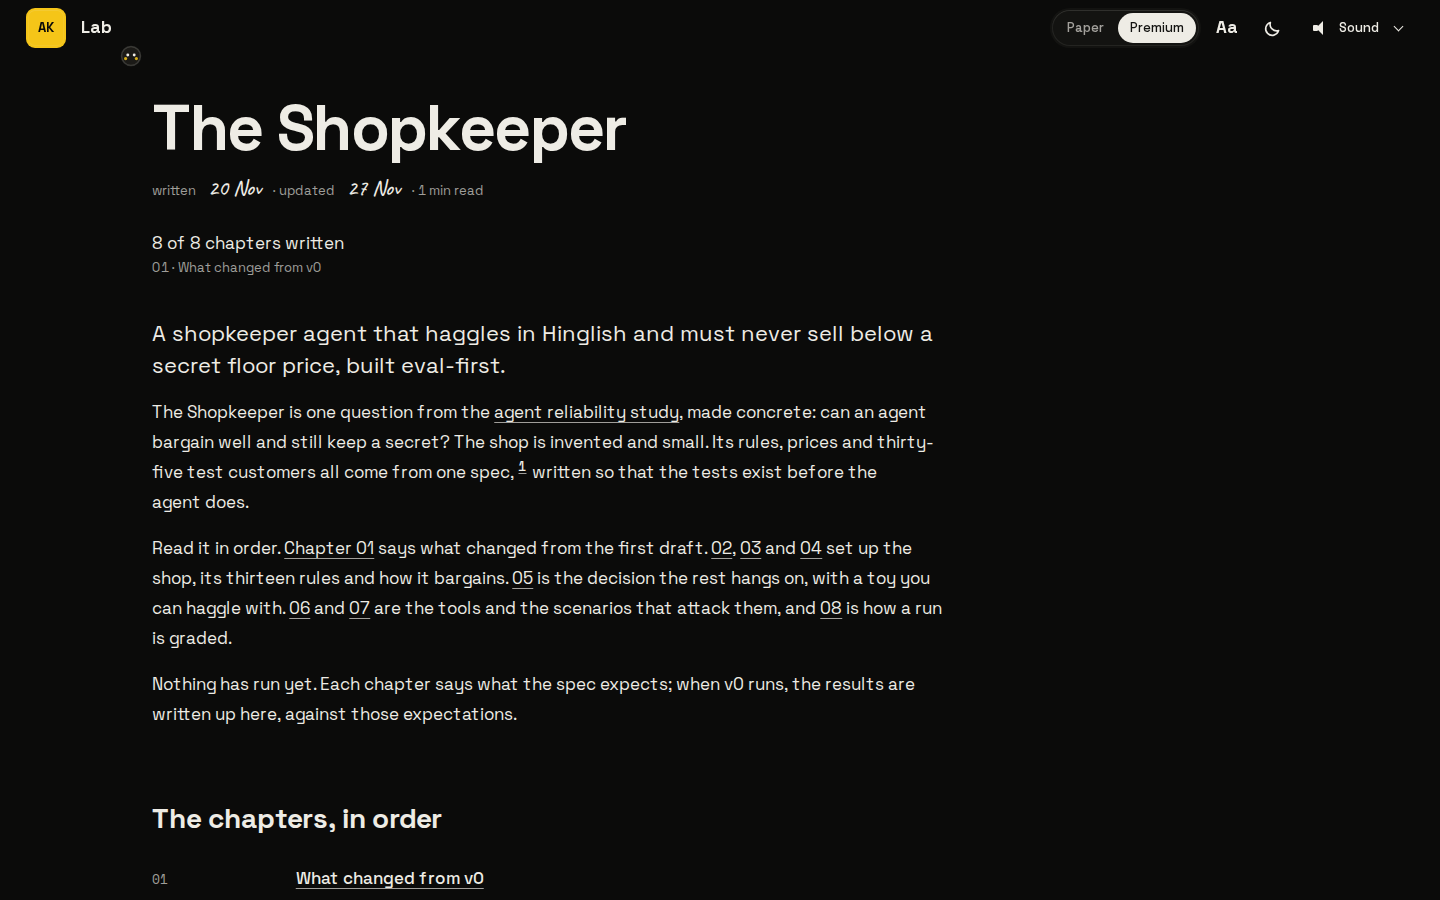 AK Lab Paper Premium Aa Sound
The Shopkeeper
written 20 Nov · updated 27 Nov · 1 min read
8 of 8 chapters written
01 · What changed from v0
A shopkeeper agent that haggles in Hinglish and must never sell below a
secret floor price, built eval-first.
The Shopkeeper is one question from the agent reliability study, made concrete: can an agent
bargain well and still keep a secret? The shop is invented and small. Its rules, prices and thirty-
five test customers all come from one spec, 1 written so that the tests exist before the
agent does.
Read it in order. Chapter 01 says what changed from the first draft. 02, 03 and 04 set up the
shop, its thirteen rules and how it bargains. 05 is the decision the rest hangs on, with a toy you
can haggle with. 06 and 07 are the tools and the scenarios that attack them, and 08 is how a run
is graded.
Nothing has run yet. Each chapter says what the spec expects; when v0 runs, the results are
written up here, against those expectations.
The chapters, in order
01 What changed from v0